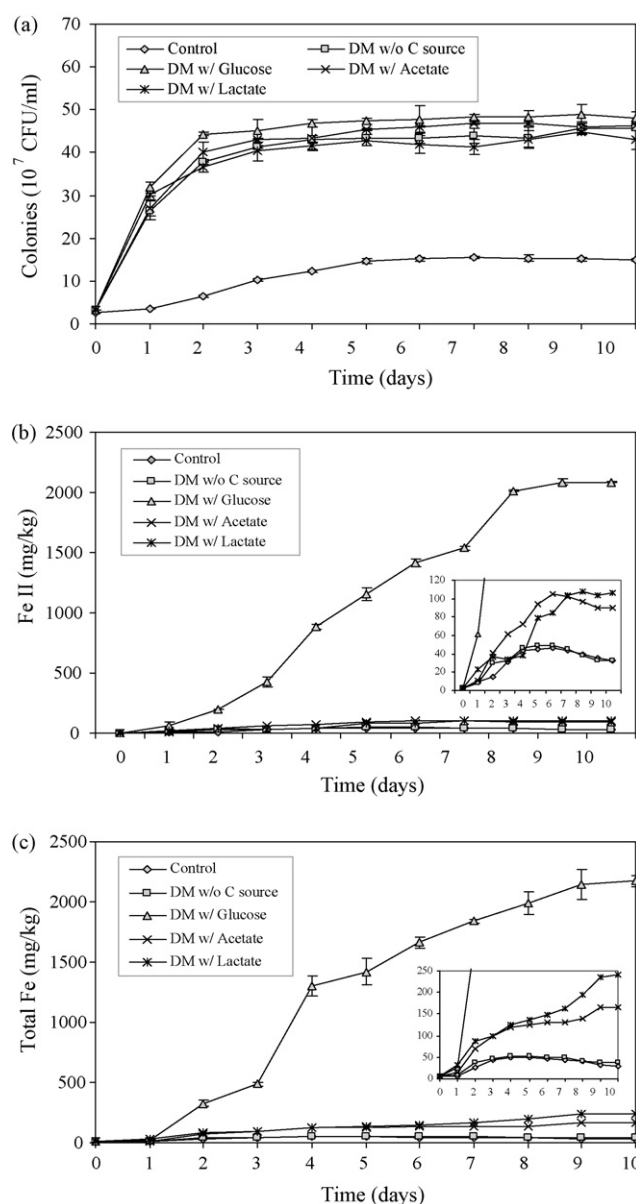 (a)
70
60
50
40
30
20
10
0
Colonies (10⁷ CFU/ml)
Control
DM w/o C source
DM w/ Glucose
DM w/ Acetate
DM w/ Lactate
0 1 2 3 4 5 6 7 8 9 10
Time (days)
(b)
2500
2000
1500
1000
500
0
Fe II (mg/kg)
Control
DM w/o C source
DM w/ Glucose
DM w/ Acetate
DM w/ Lactate
120
100
80
60
40
20
0
0 1 2 3 4 5 6 7 8 9 10
0 1 2 3 4 5 6 7 8 9 10
Time (days)
(c)
2500
2000
1500
1000
500
0
Total Fe (mg/kg)
Control
DM w/o C source
DM w/ Glucose
DM w/ Acetate
DM w/ Lactate
250
200
150
100
50
0
0 1 2 3 4 5 6 7 8 9 10
0 1 2 3 4 5 6 7 8 9 10
Time (days)